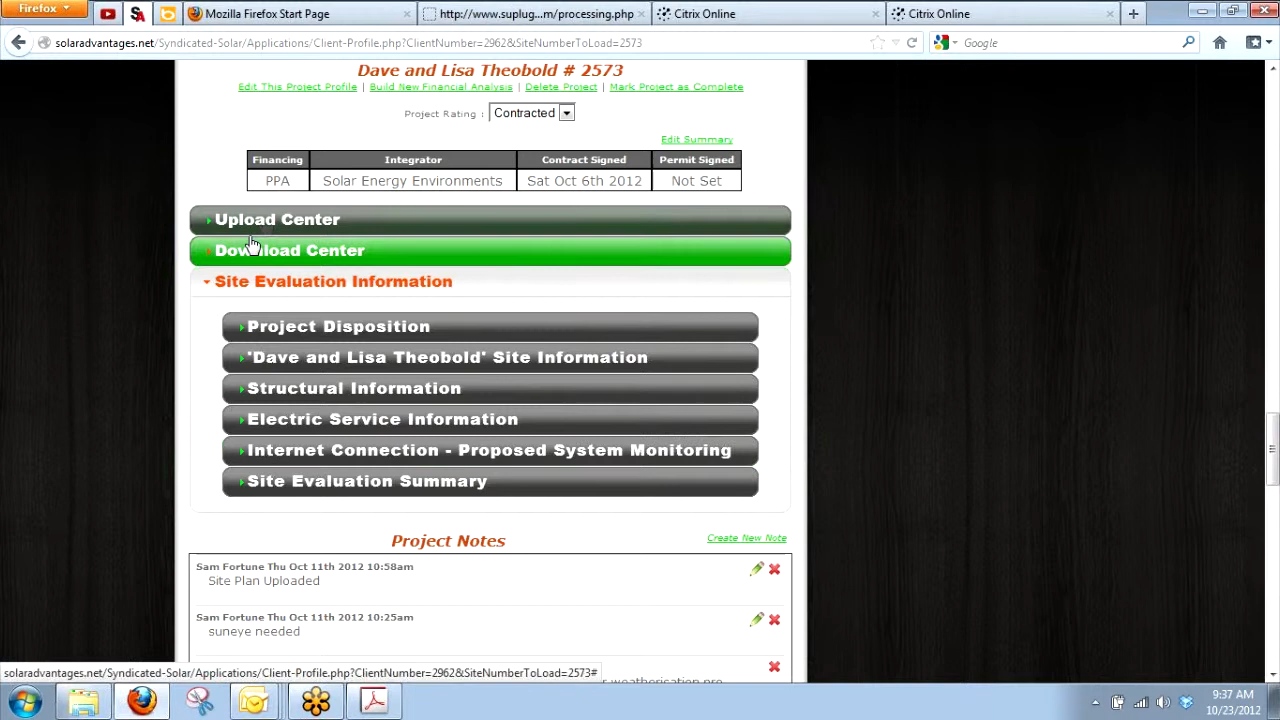 Firefox
Mozilla Firefox Start Page
http://www.suplug...m/processing.php
Citrix Online
Citrix Online
solaradvantages.net/Syndicated-Solar/Applications/Client-Profile.php?ClientNumber=2962&SiteNumberToLoad=2573
Google
Dave and Lisa Theobold # 2573
Edit This Project Profile | Build New Financial Analysis | Delete Project | Mark Project as Complete
Project Rating : Contracted
Edit Summary
Financing Integrator Contract Signed Permit Signed
PPA Solar Energy Environments Sat Oct 6th 2012 Not Set
Upload Center
Download Center
Site Evaluation Information
Project Disposition
'Dave and Lisa Theobold' Site Information
Structural Information
Electric Service Information
Internet Connection - Proposed System Monitoring
Site Evaluation Summary
Project Notes
Create New Note
Sam Fortune Thu Oct 11th 2012 10:58am
Site Plan Uploaded
Sam Fortune Thu Oct 11th 2012 10:25am
suneye needed
solaradvantages.net/Syndicated-Solar/Applications/Client-Profile.php?ClientNumber=2962&SiteNumberToLoad=2573#
9:37 AM
10/23/2012